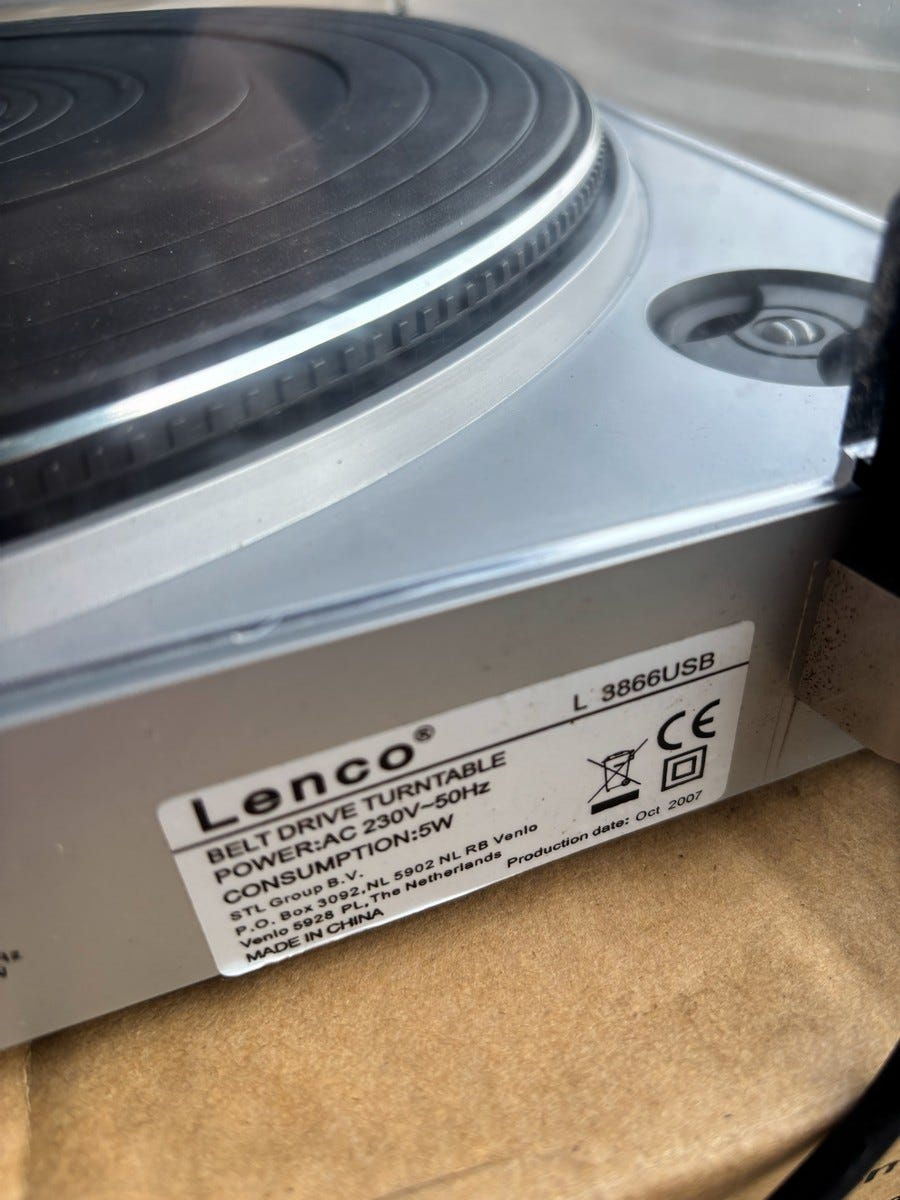 Lenco® L 3866USB
BELT DRIVE TURNTABLE
POWER:AC 230V~50Hz
CONSUMPTION:5W
STL Group B.V.
P.O. Box 3092,NL 5902 NL RB Venlo
Venlo 5928 PL,The Netherlands Production date: Oct 2007
MADE IN CHINA
CE